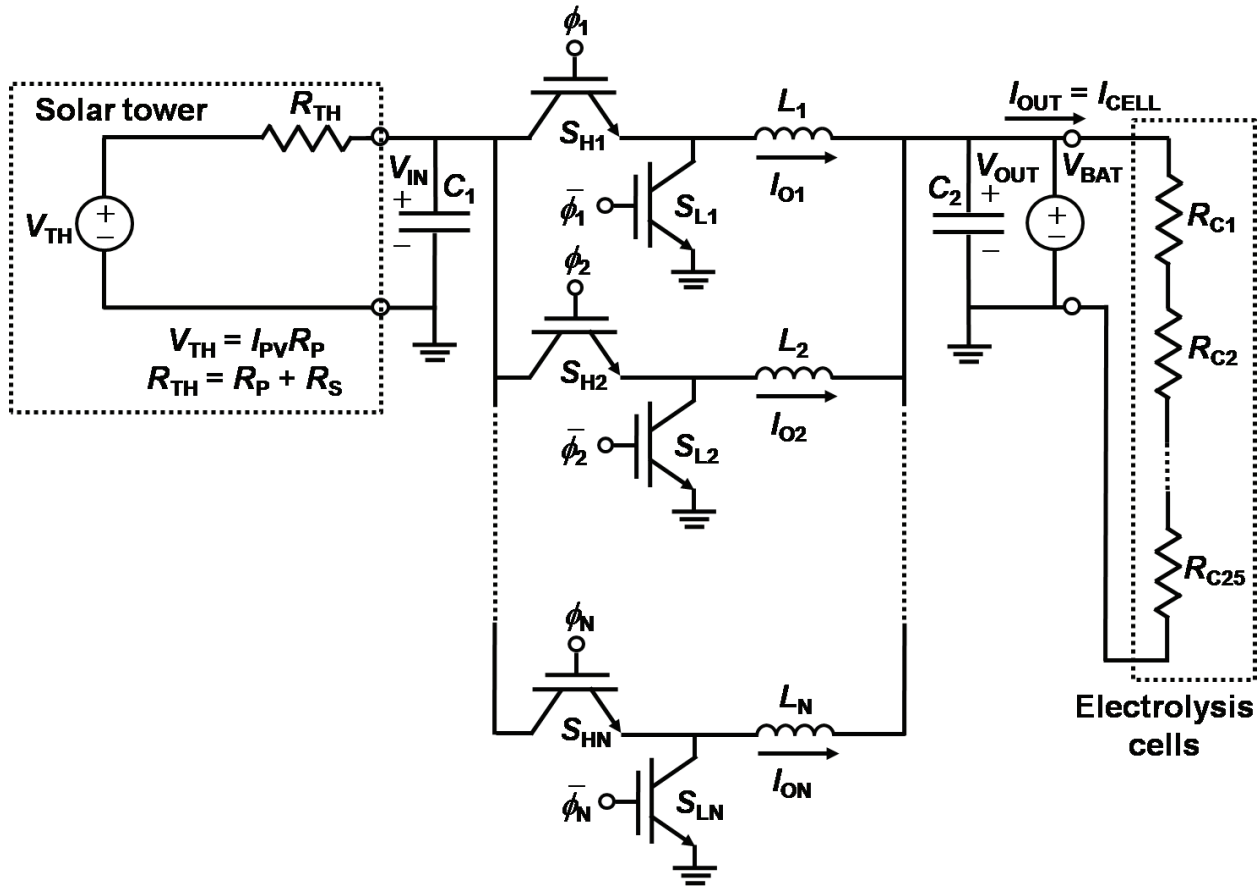 ϕ1
Solar tower
RTH
VTH
+
−
VIN
+
−
C1
SH1
L1
IO1
ϕ̅1
SL1
IOUT = ICELL
C2
VOUT
+
−
VBAT
+
−
RC1
RC2
RC25
VTH = IPVRP
RTH = RP + RS
ϕ2
SH2
L2
IO2
ϕ̅2
SL2
ϕN
SHN
LN
ION
ϕ̅N
SLN
Electrolysis
cells